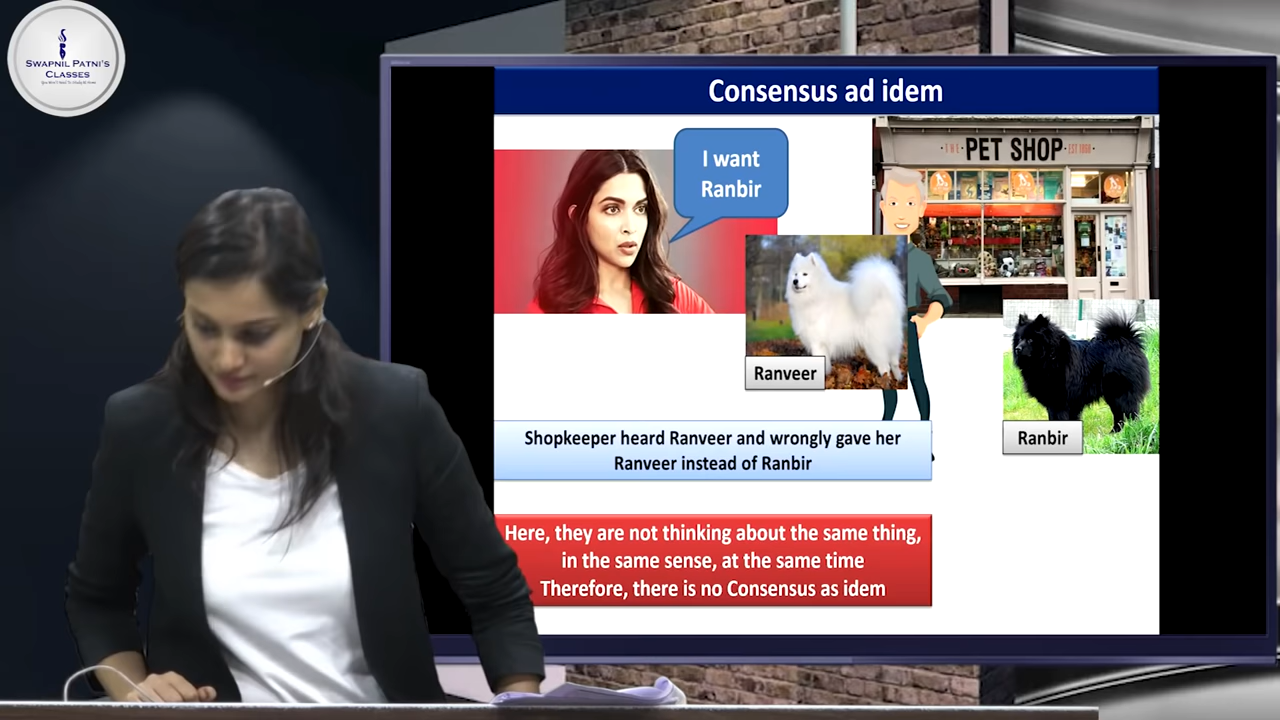 SWAPNIL PATNI'S
CLASSES
Consensus ad idem
I want
Ranbir
THE PET SHOP
Ranveer
Ranbir
Shopkeeper heard Ranveer and wrongly gave her
Ranveer instead of Ranbir
Here, they are not thinking about the same thing,
in the same sense, at the same time
Therefore, there is no Consensus as idem